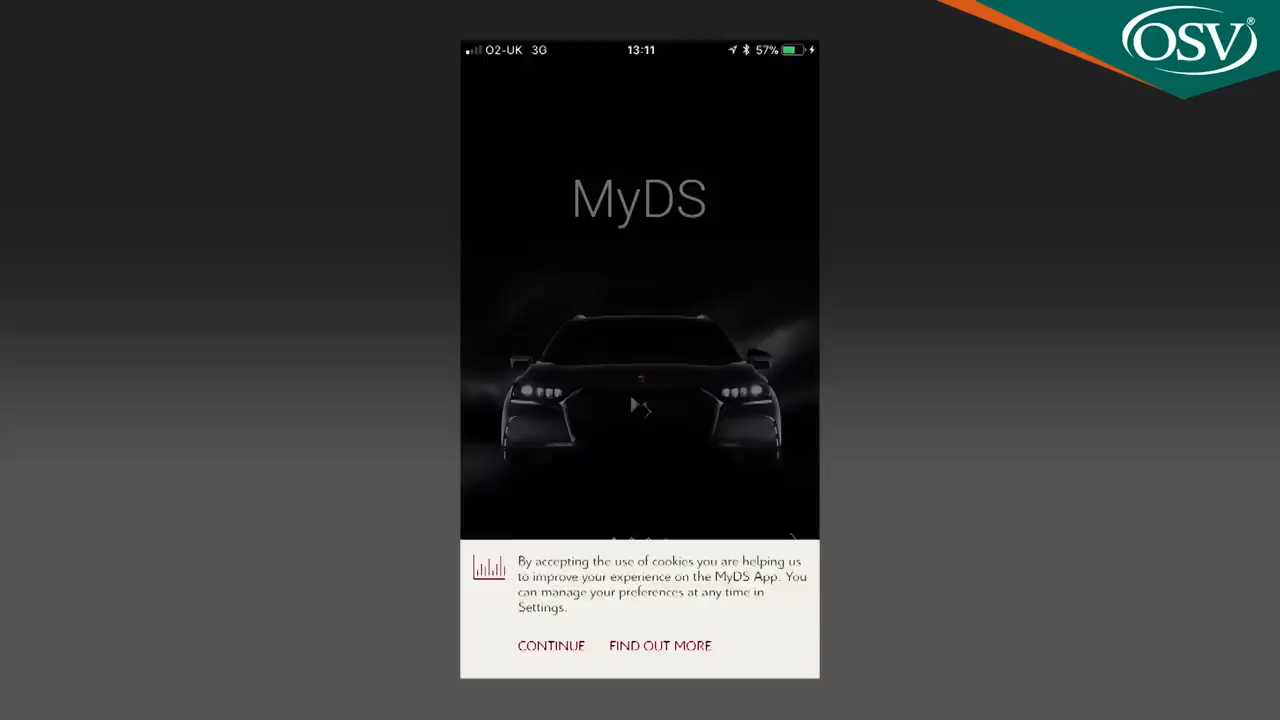 OSV®
O2-UK 3G 13:11 57%
MyDS
By accepting the use of cookies you are helping us
to improve your experience on the MyDS App. You
can manage your preferences at any time in
Settings.
CONTINUE FIND OUT MORE